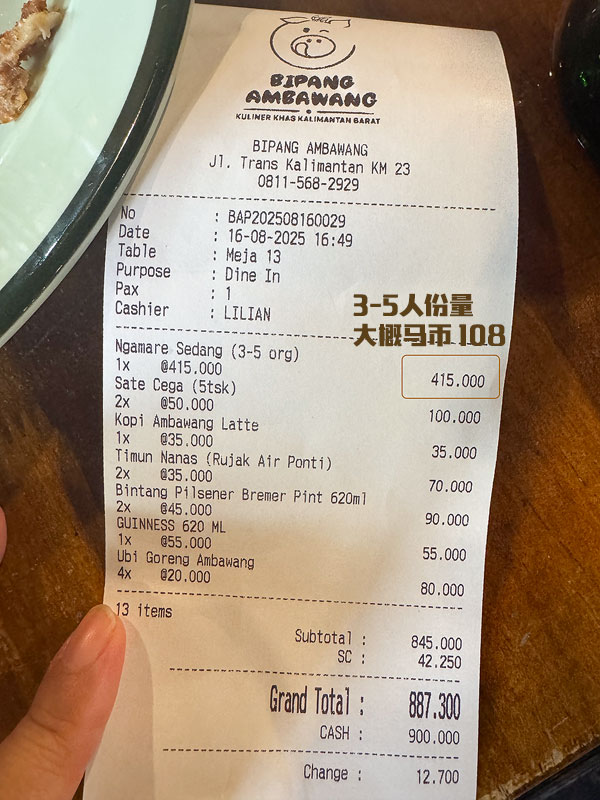 BIPANG
AMBAWANG
KULINER KHAS KALIMANTAN BARAT
BIPANG AMBAWANG
Jl. Trans Kalimantan KM 23
0811-568-2929
No : BAP202508160029
Date : 16-08-2025 16:49
Table : Meja 13
Purpose : Dine In
Pax : 1
Cashier : LILIAN
3-5人份量
大概马币 108
Ngamare Sedang (3-5 org)
1x @415.000 415.000
Sate Cega (5tsk)
2x @50.000 100.000
Kopi Ambawang Latte
1x @35.000 35.000
Timun Nanas (Rujak Air Ponti)
2x @35.000 70.000
Bintang Pilsener Bremer Pint 620ml
2x @45.000 90.000
GUINNESS 620 ML
1x @55.000 55.000
Ubi Goreng Ambawang
4x @20.000 80.000
13 items
Subtotal : 845.000
SC : 42.250
Grand Total : 887.300
CASH : 900.000
Change : 12.700